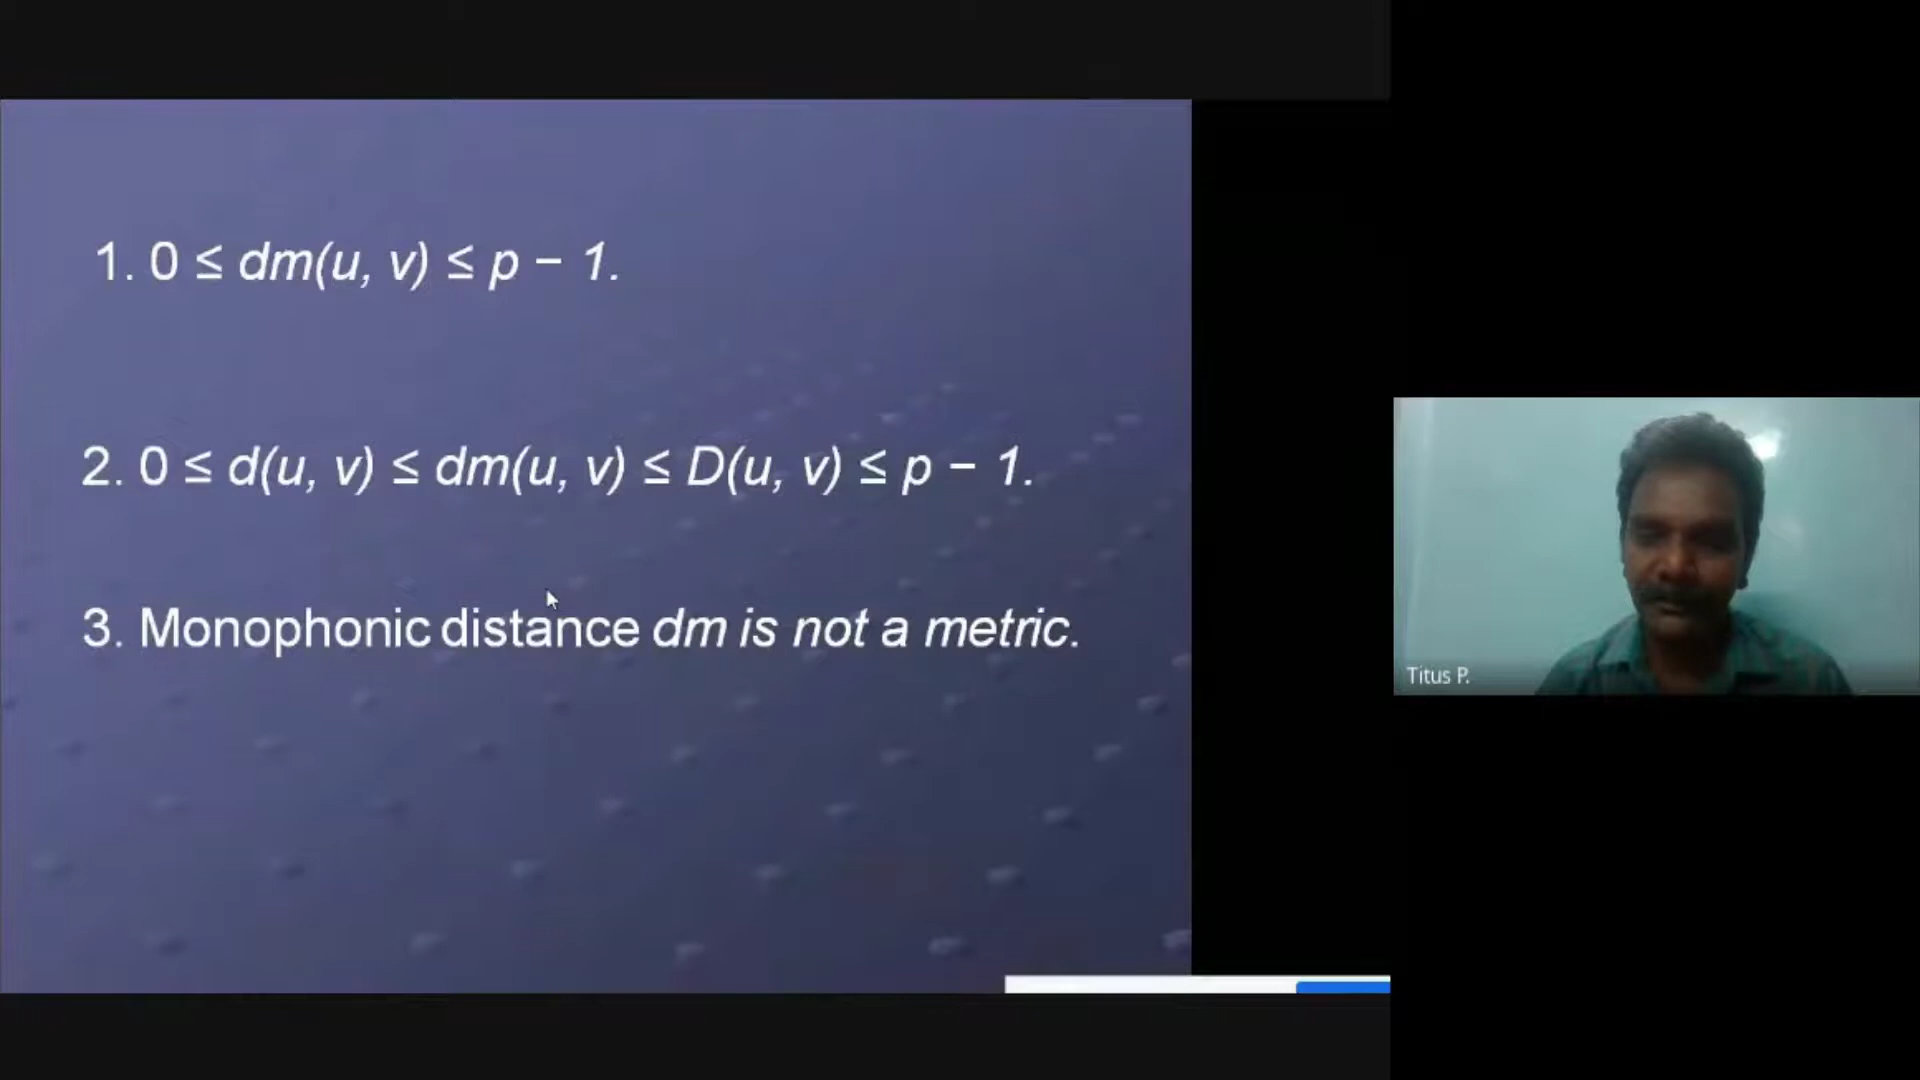 1. 0 ≤ dm(u, v) ≤ p − 1.
2. 0 ≤ d(u, v) ≤ dm(u, v) ≤ D(u, v) ≤ p − 1.
3. Monophonic distance dm is not a metric.
Titus P.